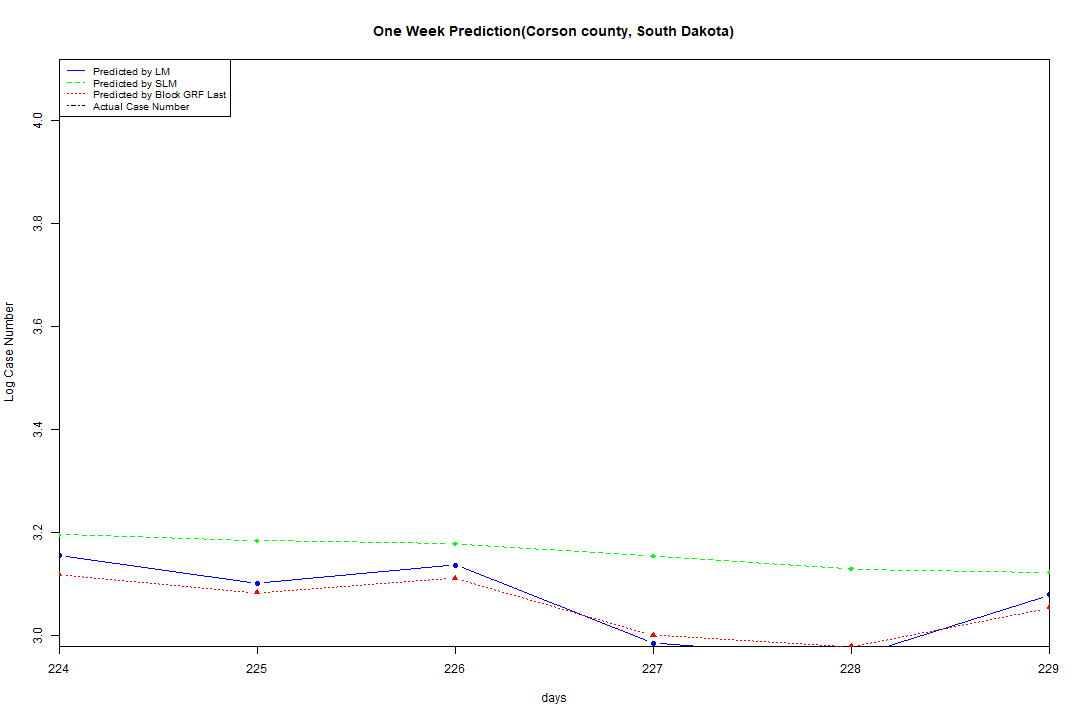 One Week Prediction(Corson county, South Dakota)
Predicted by LM
Predicted by SLM
Predicted by Block GRF Last
Actual Case Number
4.0
3.8
3.6
3.4
3.2
3.0
Log Case Number
224 225 226 227 228 229
days